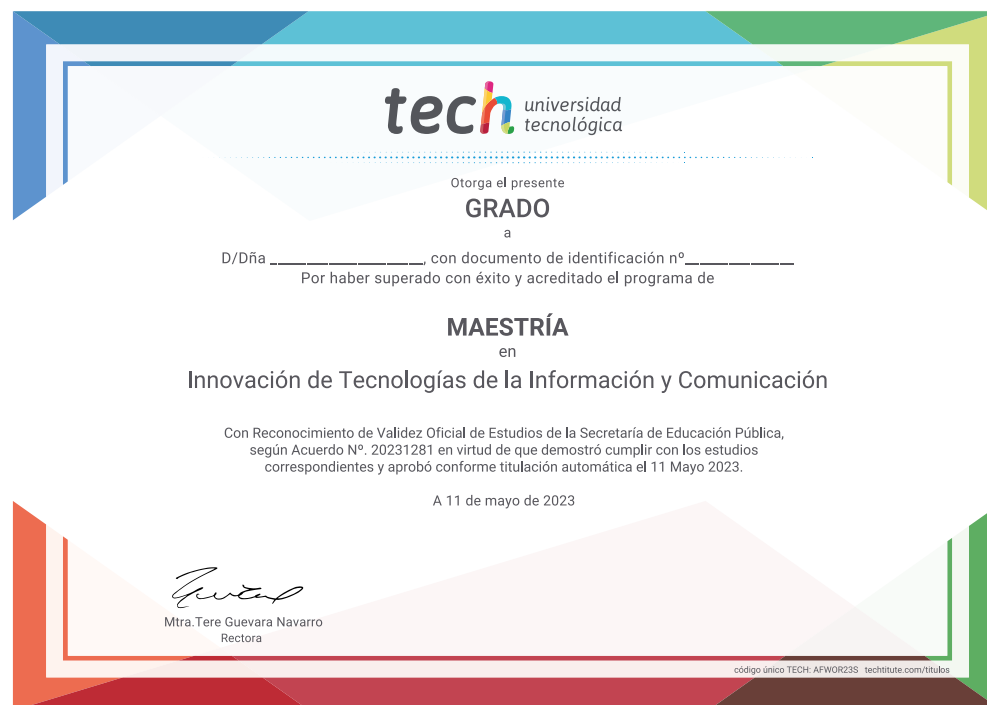 tech universidad
tecnológica
Otorga el presente
GRADO
a
D/Dña ____________________, con documento de identificación nº______________
Por haber superado con éxito y acreditado el programa de
MAESTRÍA
en
Innovación de Tecnologías de la Información y Comunicación
Con Reconocimiento de Validez Oficial de Estudios de la Secretaría de Educación Pública,
según Acuerdo Nº. 20231281 en virtud de que demostró cumplir con los estudios
correspondientes y aprobó conforme titulación automática el 11 Mayo 2023.
A 11 de mayo de 2023
Mtra.Tere Guevara Navarro
Rectora
código único TECH: AFWOR23S techtitute.com/titulos